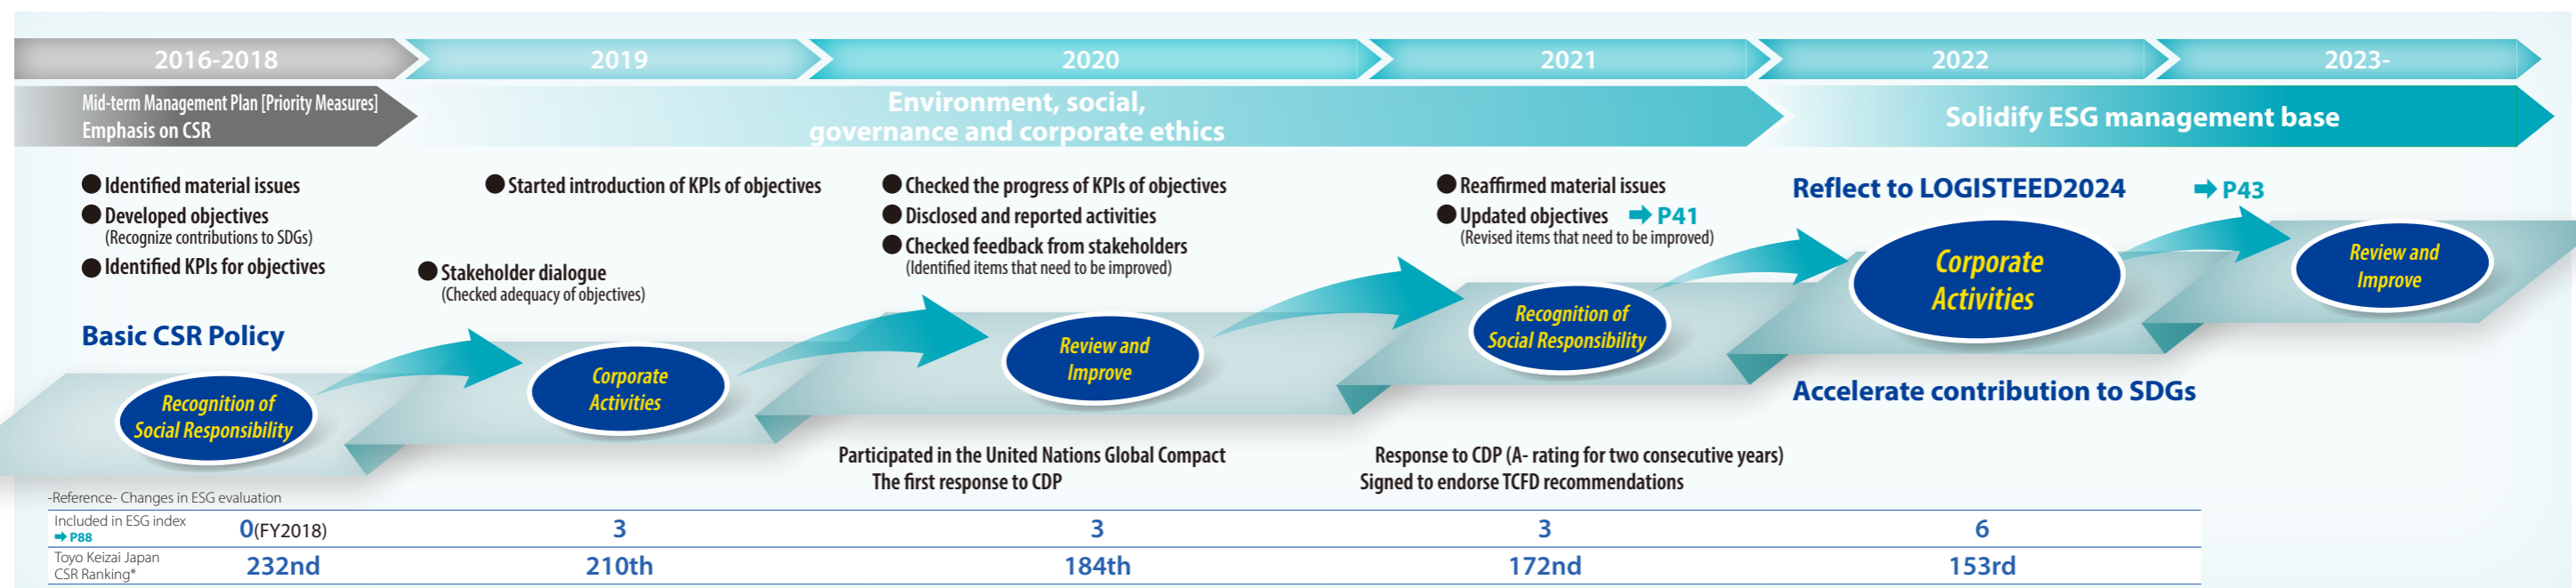 2016-2018
2019
2020
2021
2022
2023-
Mid-term Management Plan [Priority Measures]
Emphasis on CSR
Environment, social,
governance and corporate ethics
Solidify ESG management base
● Identified material issues
● Developed objectives
(Recognize contributions to SDGs)
● Identified KPIs for objectives
Basic CSR Policy
Recognition of
Social Responsibility
● Started introduction of KPIs of objectives
● Stakeholder dialogue
(Checked adequacy of objectives)
Corporate
Activities
● Checked the progress of KPIs of objectives
● Disclosed and reported activities
● Checked feedback from stakeholders
(Identified items that need to be improved)
Review and
Improve
Participated in the United Nations Global Compact
The first response to CDP
● Reaffirmed material issues
● Updated objectives ➡ P41
(Revised items that need to be improved)
Recognition of
Social Responsibility
Response to CDP (A- rating for two consecutive years)
Signed to endorse TCFD recommendations
Reflect to LOGISTEED2024 ➡ P43
Corporate
Activities
Accelerate contribution to SDGs
Review and
Improve
-Reference- Changes in ESG evaluation
Included in ESG index
➡ P88
0(FY2018) 3 3 3 6
Toyo Keizai Japan
CSR Ranking*
232nd 210th 184th 172nd 153rd